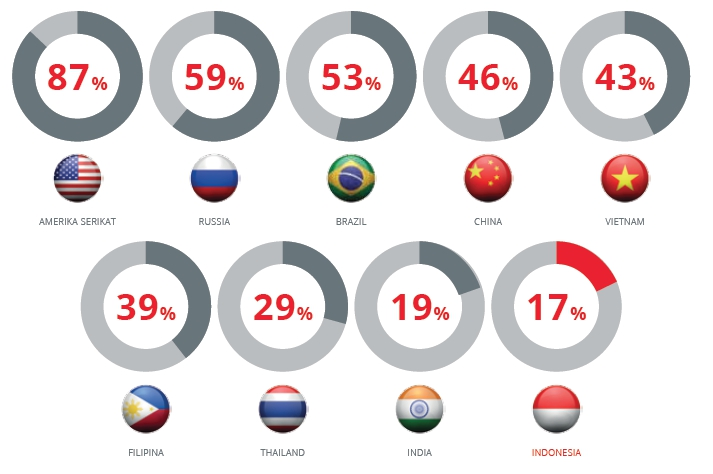 87%
59%
53%
46%
43%
AMERIKA SERIKAT
RUSSIA
BRAZIL
CHINA
VIETNAM
39%
29%
19%
17%
FILIPINA
THAILAND
INDIA
INDONESIA